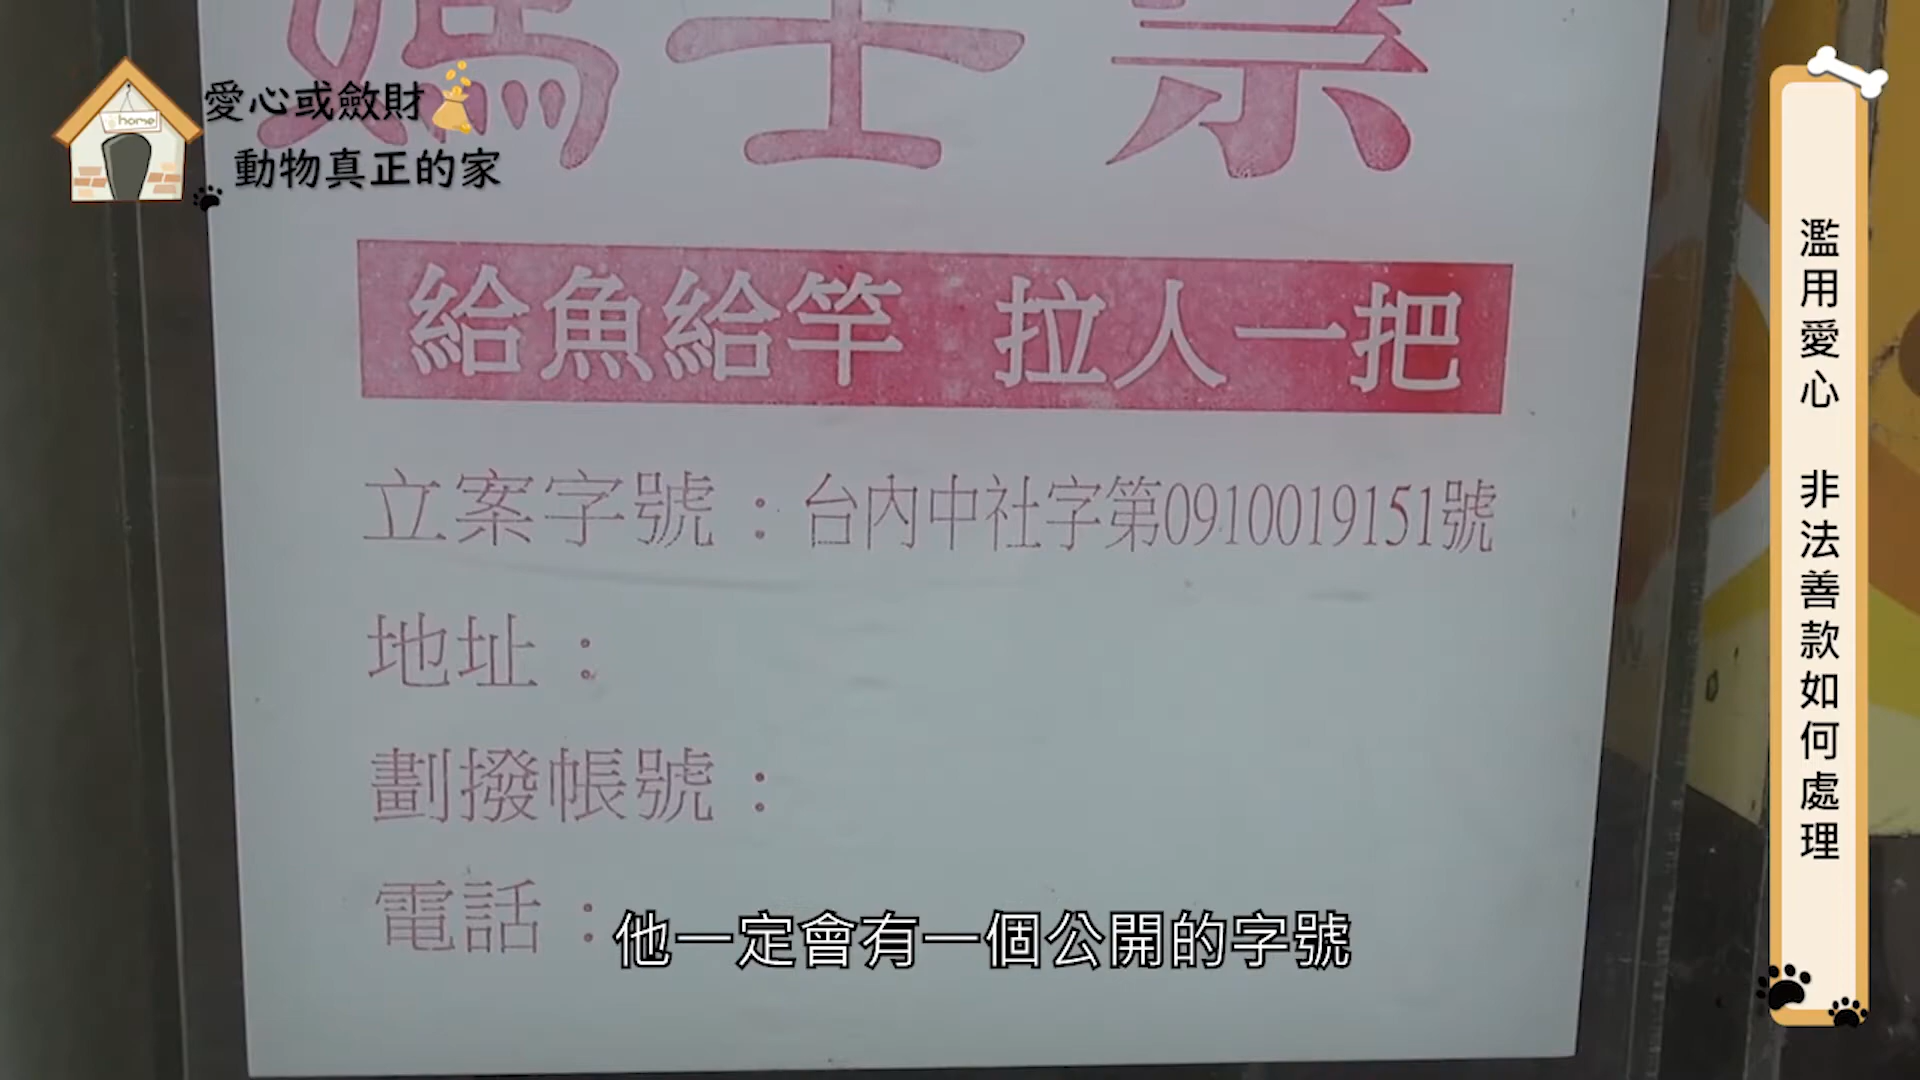 愛心或斂財
動物真正的家
home
給魚給竿 拉人一把
立案字號：台內中社字第0910019151號
地址：
劃撥帳號：
電話：
他一定會有一個公開的字號
濫用愛心 非法善款如何處理